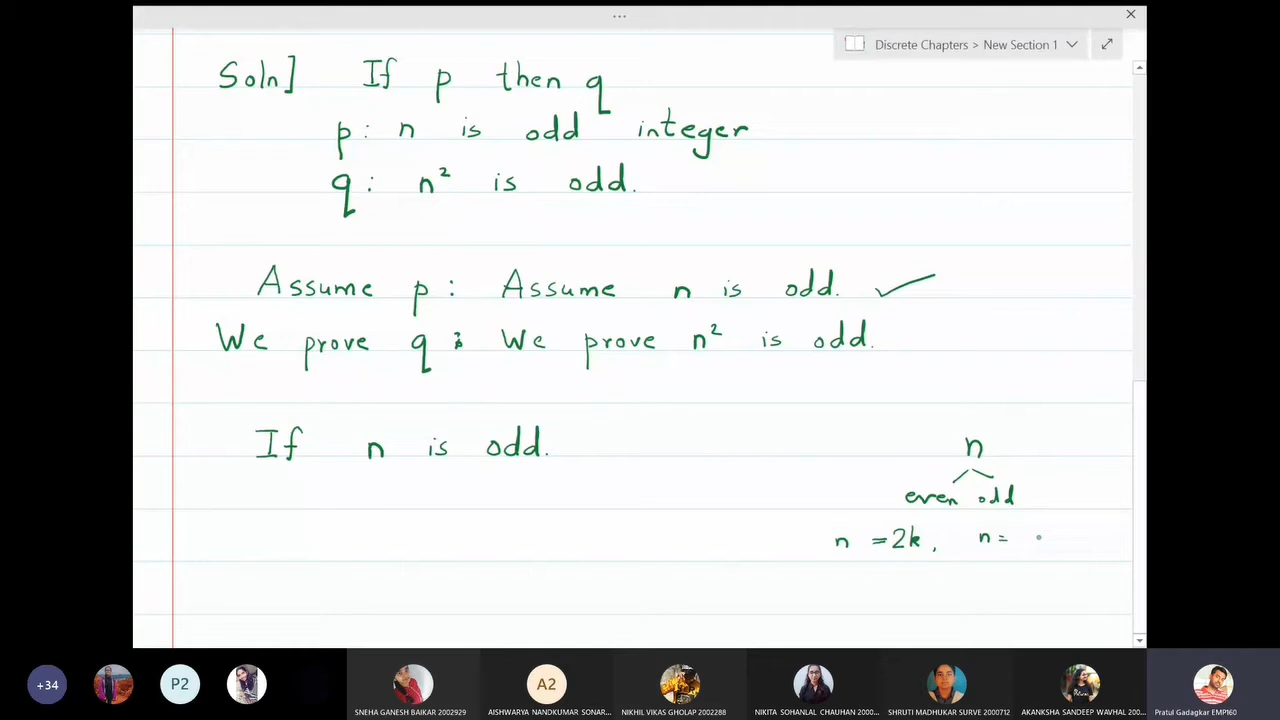 ...
Discrete Chapters > New Section 1
Soln] If p then q
p: n is odd integer
q: n² is odd.
Assume p: Assume n is odd. ✓
We prove q: We prove n² is odd.
If n is odd.
n
even odd
n = 2k, n =
+34
P2
A2
SNEHA GANESH BAIKAR 2002929
AISHWARYA NANDKUMAR SONAR...
NIKHIL VIKAS GHOLAP 2002288
NIKITA SOHANLAL CHAUHAN 2000...
SHRUTI MADHUKAR SURVE 2000712
AKANKSHA SANDEEP WAVHAL 200...
Pratul Gadagkar EMP160